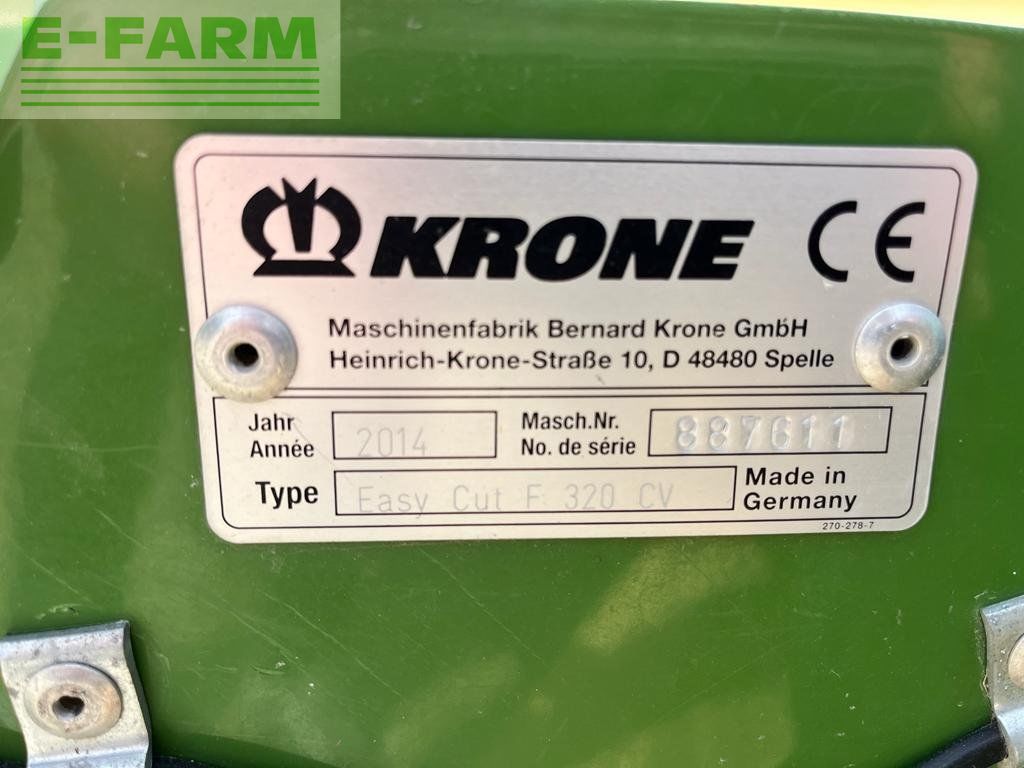 E-FARM
KRONE CE
Maschinenfabrik Bernard Krone GmbH
Heinrich-Krone-Straße 10, D 48480 Spelle
Jahr
Année
2014
Masch.Nr.
No. de série
887611
Type
Easy Cut F 320 CV
Made in
Germany
270-278-7